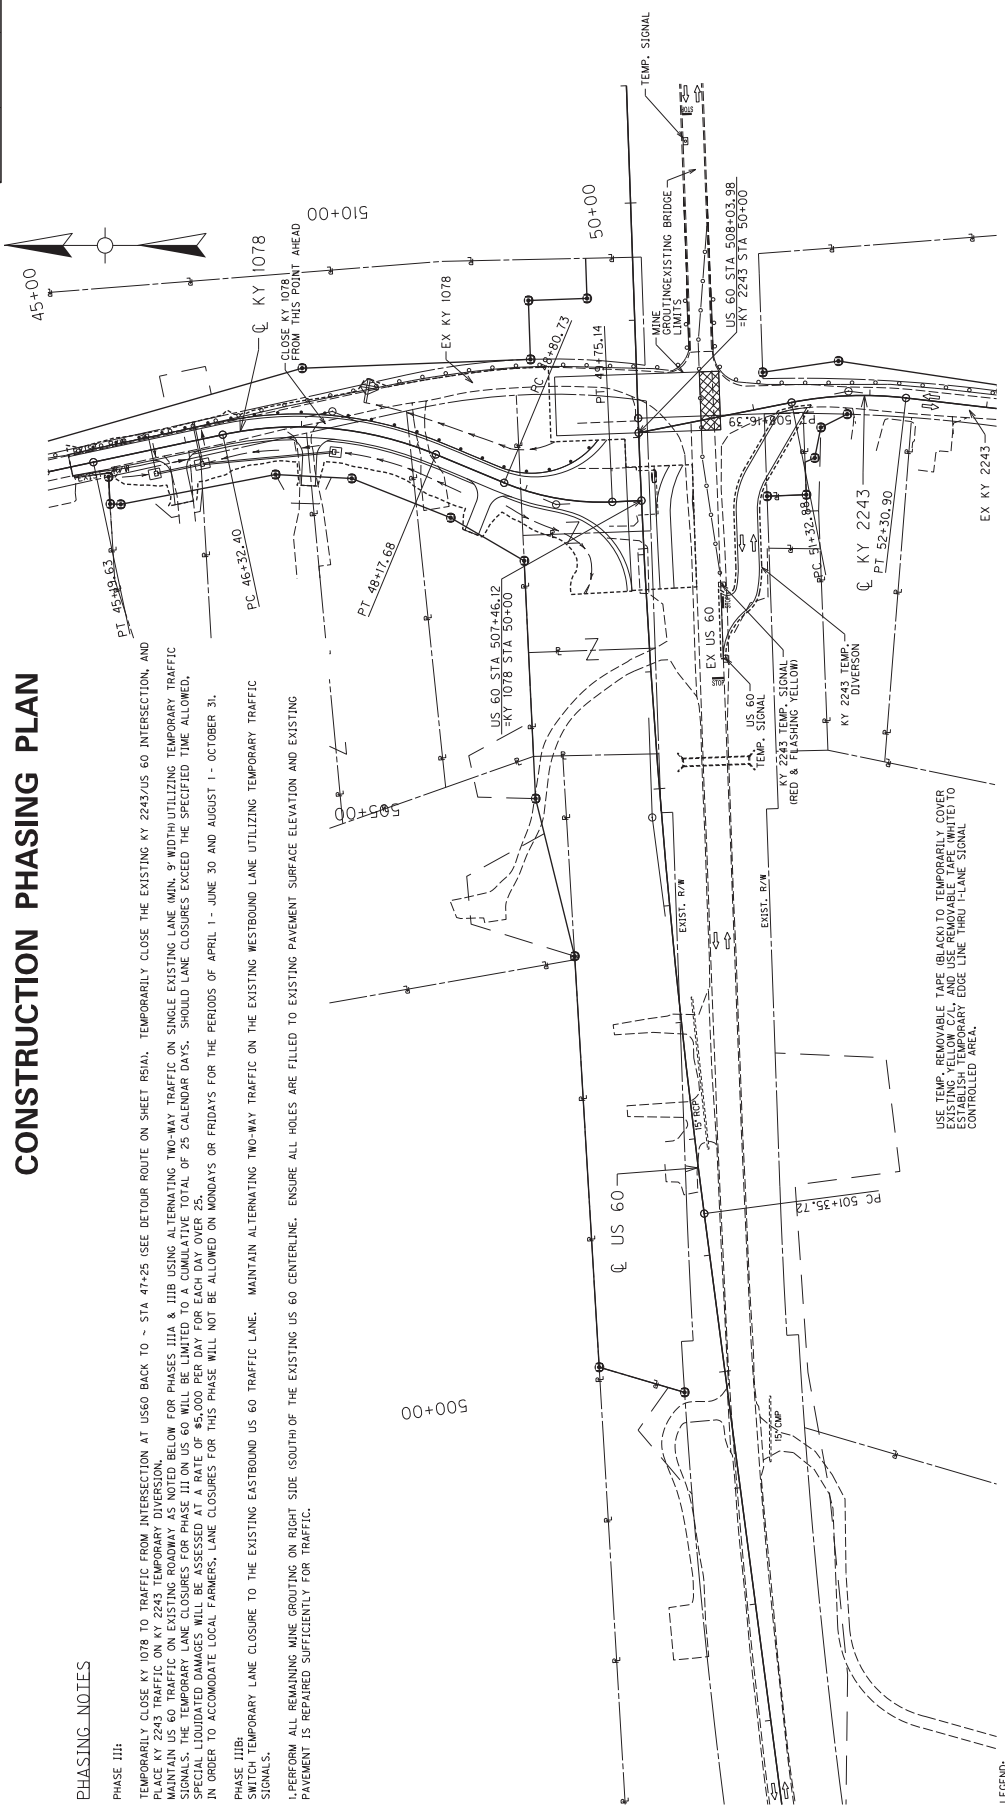 CONSTRUCTION PHASING PLAN
PHASING NOTES
PHASE III:
TEMPORARILY CLOSE KY 1078 TO TRAFFIC FROM INTERSECTION AT US60 BACK TO ~ STA 47+25 (SEE DETOUR ROUTE ON SHEET R51A). TEMPORARILY CLOSE THE EXISTING KY 2243/US 60 INTERSECTION, AND
PLACE KY 2243 TRAFFIC ON KY 2243 TEMPORARY DIVERSION.
MAINTAIN US 60 TRAFFIC ON EXISTING ROADWAY AS NOTED BELOW FOR PHASES IIIA & IIIB USING ALTERNATING TWO-WAY TRAFFIC ON SINGLE EXISTING LANE (MIN. 9' WIDTH) UTILIZING TEMPORARY TRAFFIC
SIGNALS. THE TEMPORARY LANE CLOSURES FOR PHASE III ON US 60 WILL BE LIMITED TO A CUMULATIVE TOTAL OF 25 CALENDAR DAYS. SHOULD LANE CLOSURES EXCEED THE SPECIFIED TIME ALLOWED,
SPECIAL LIQUIDATED DAMAGES WILL BE ASSESSED AT A RATE OF $5,000 PER DAY FOR EACH DAY OVER 25.
IN ORDER TO ACCOMODATE LOCAL FARMERS, LANE CLOSURES FOR THIS PHASE WILL NOT BE ALLOWED ON MONDAYS OR FRIDAYS FOR THE PERIODS OF APRIL 1 - JUNE 30 AND AUGUST 1 - OCTOBER 31.
PHASE IIIB:
SWITCH TEMPORARY LANE CLOSURE TO THE EXISTING EASTBOUND US 60 TRAFFIC LANE. MAINTAIN ALTERNATING TWO-WAY TRAFFIC ON THE EXISTING WESTBOUND LANE UTILIZING TEMPORARY TRAFFIC
SIGNALS.
1.PERFORM ALL REMAINING MINE GROUTING ON RIGHT SIDE (SOUTH) OF THE EXISTING US 60 CENTERLINE. ENSURE ALL HOLES ARE FILLED TO EXISTING PAVEMENT SURFACE ELEVATION AND EXISTING
PAVEMENT IS REPAIRED SUFFICIENTLY FOR TRAFFIC.
45+00
510+00
50+00
505+00
500+00
℄ KY 1078
CLOSE KY 1078
FROM THIS POINT AHEAD
EX KY 1078
PT 45+19.63
PC 46+32.40
PT 48+17.68
PC 48+80.73
PT 49+75.14
US 60 STA 507+46.12
=KY 1078 STA 50+00
TEMP. SIGNAL
EXISTING BRIDGE
MINE
GROUTING
LIMITS
US 60 STA 508+03.98
=KY 2243 STA 50+00
PT 508+16.39
PC 51+32.88
℄ KY 2243
PT 52+30.90
EX KY 2243
EX US 60
STOP
STOP
US 60
TEMP. SIGNAL
KY 2243 TEMP. SIGNAL
(RED & FLASHING YELLOW)
KY 2243 TEMP.
DIVERSON
EXIST. R/W
EXIST. R/W
15" RCP
15" CMP
℄ US 60
PC 501+35.72
USE TEMP. REMOVABLE TAPE (BLACK) TO TEMPORARILY COVER
EXISTING YELLOW C/L. AND USE REMOVABLE TAPE (WHITE) TO
ESTABLISH TEMPORARY EDGE LINE THRU 1-LANE SIGNAL
CONTROLLED AREA.
LEGEND: